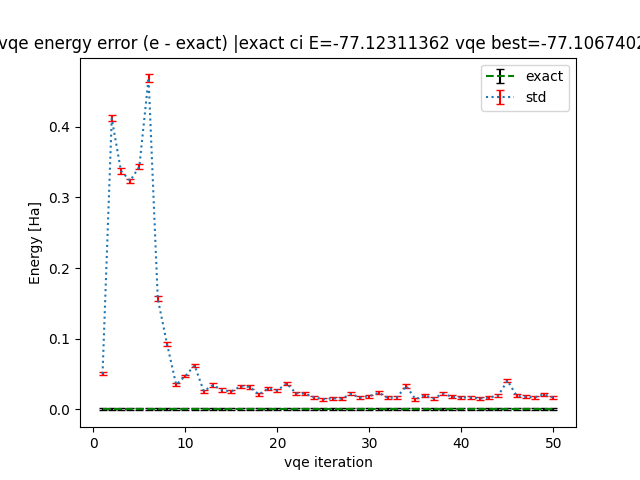 vqe energy error (e - exact) |exact ci E=-77.12311362 vqe best=-77.1067402
exact
std
Energy [Ha]
0.4
0.3
0.2
0.1
0.0
0 10 20 30 40 50
vqe iteration